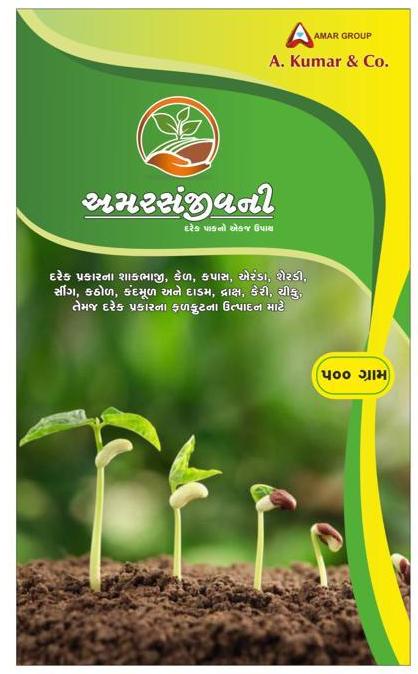 AMAR GROUP
A. Kumar & Co.
અમરસંજીવની
દરેક પાકનો એકજ ઉપાય
દરેક પ્રકારના શાકભાજી, કેળ, કપાસ, એરંડા, શેરડી,
સીંગ, કઠોળ, કંદમૂળ અને દાડમ, દ્રાક્ષ, કેરી, ચીકુ,
તેમજ દરેક પ્રકારના ફળફુટના ઉત્પાદન માટે
૫૦૦ ગ્રામ